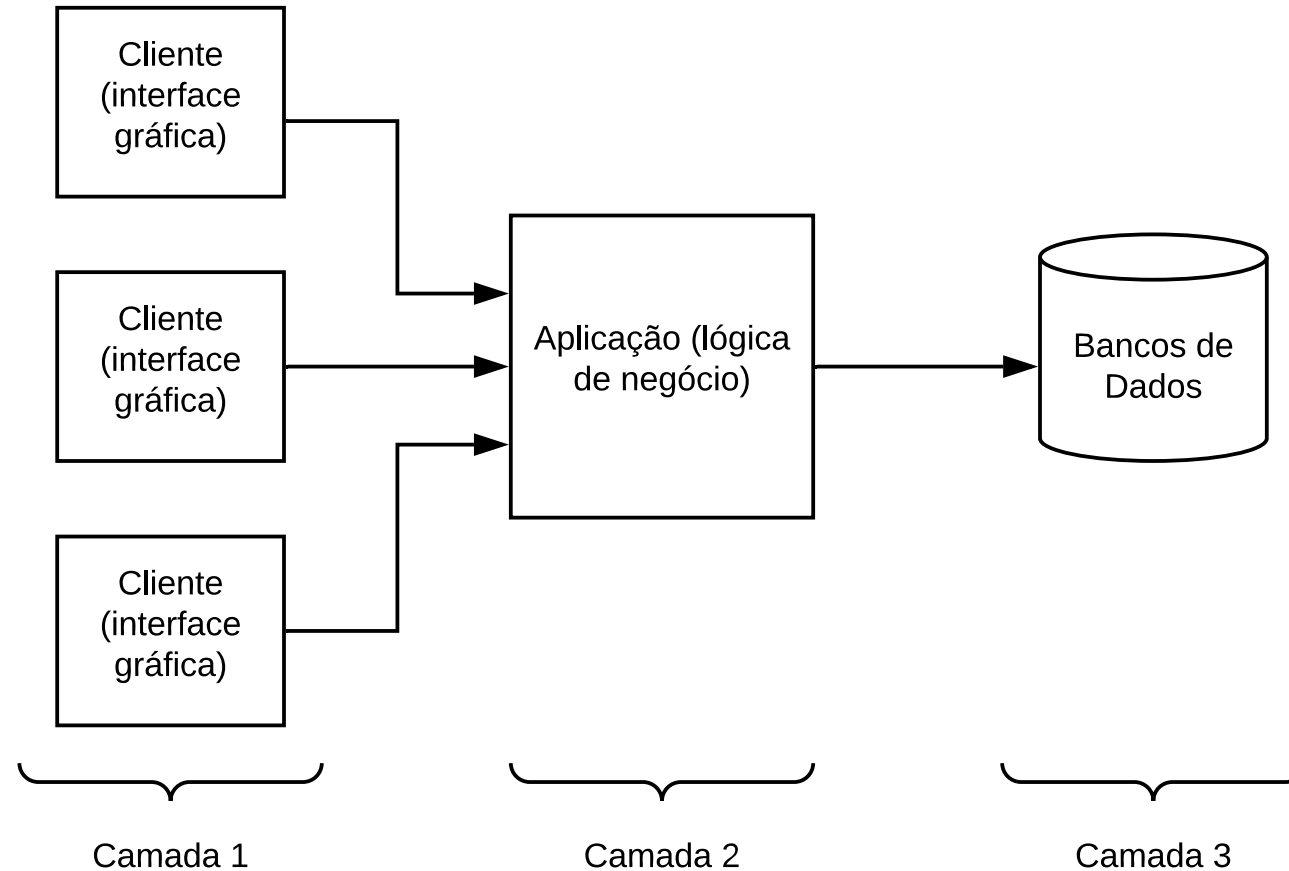 Cliente
(interface
gráfica)
Cliente
(interface
gráfica)
Cliente
(interface
gráfica)
Aplicação (lógica
de negócio)
Bancos de
Dados
Camada 1
Camada 2
Camada 3